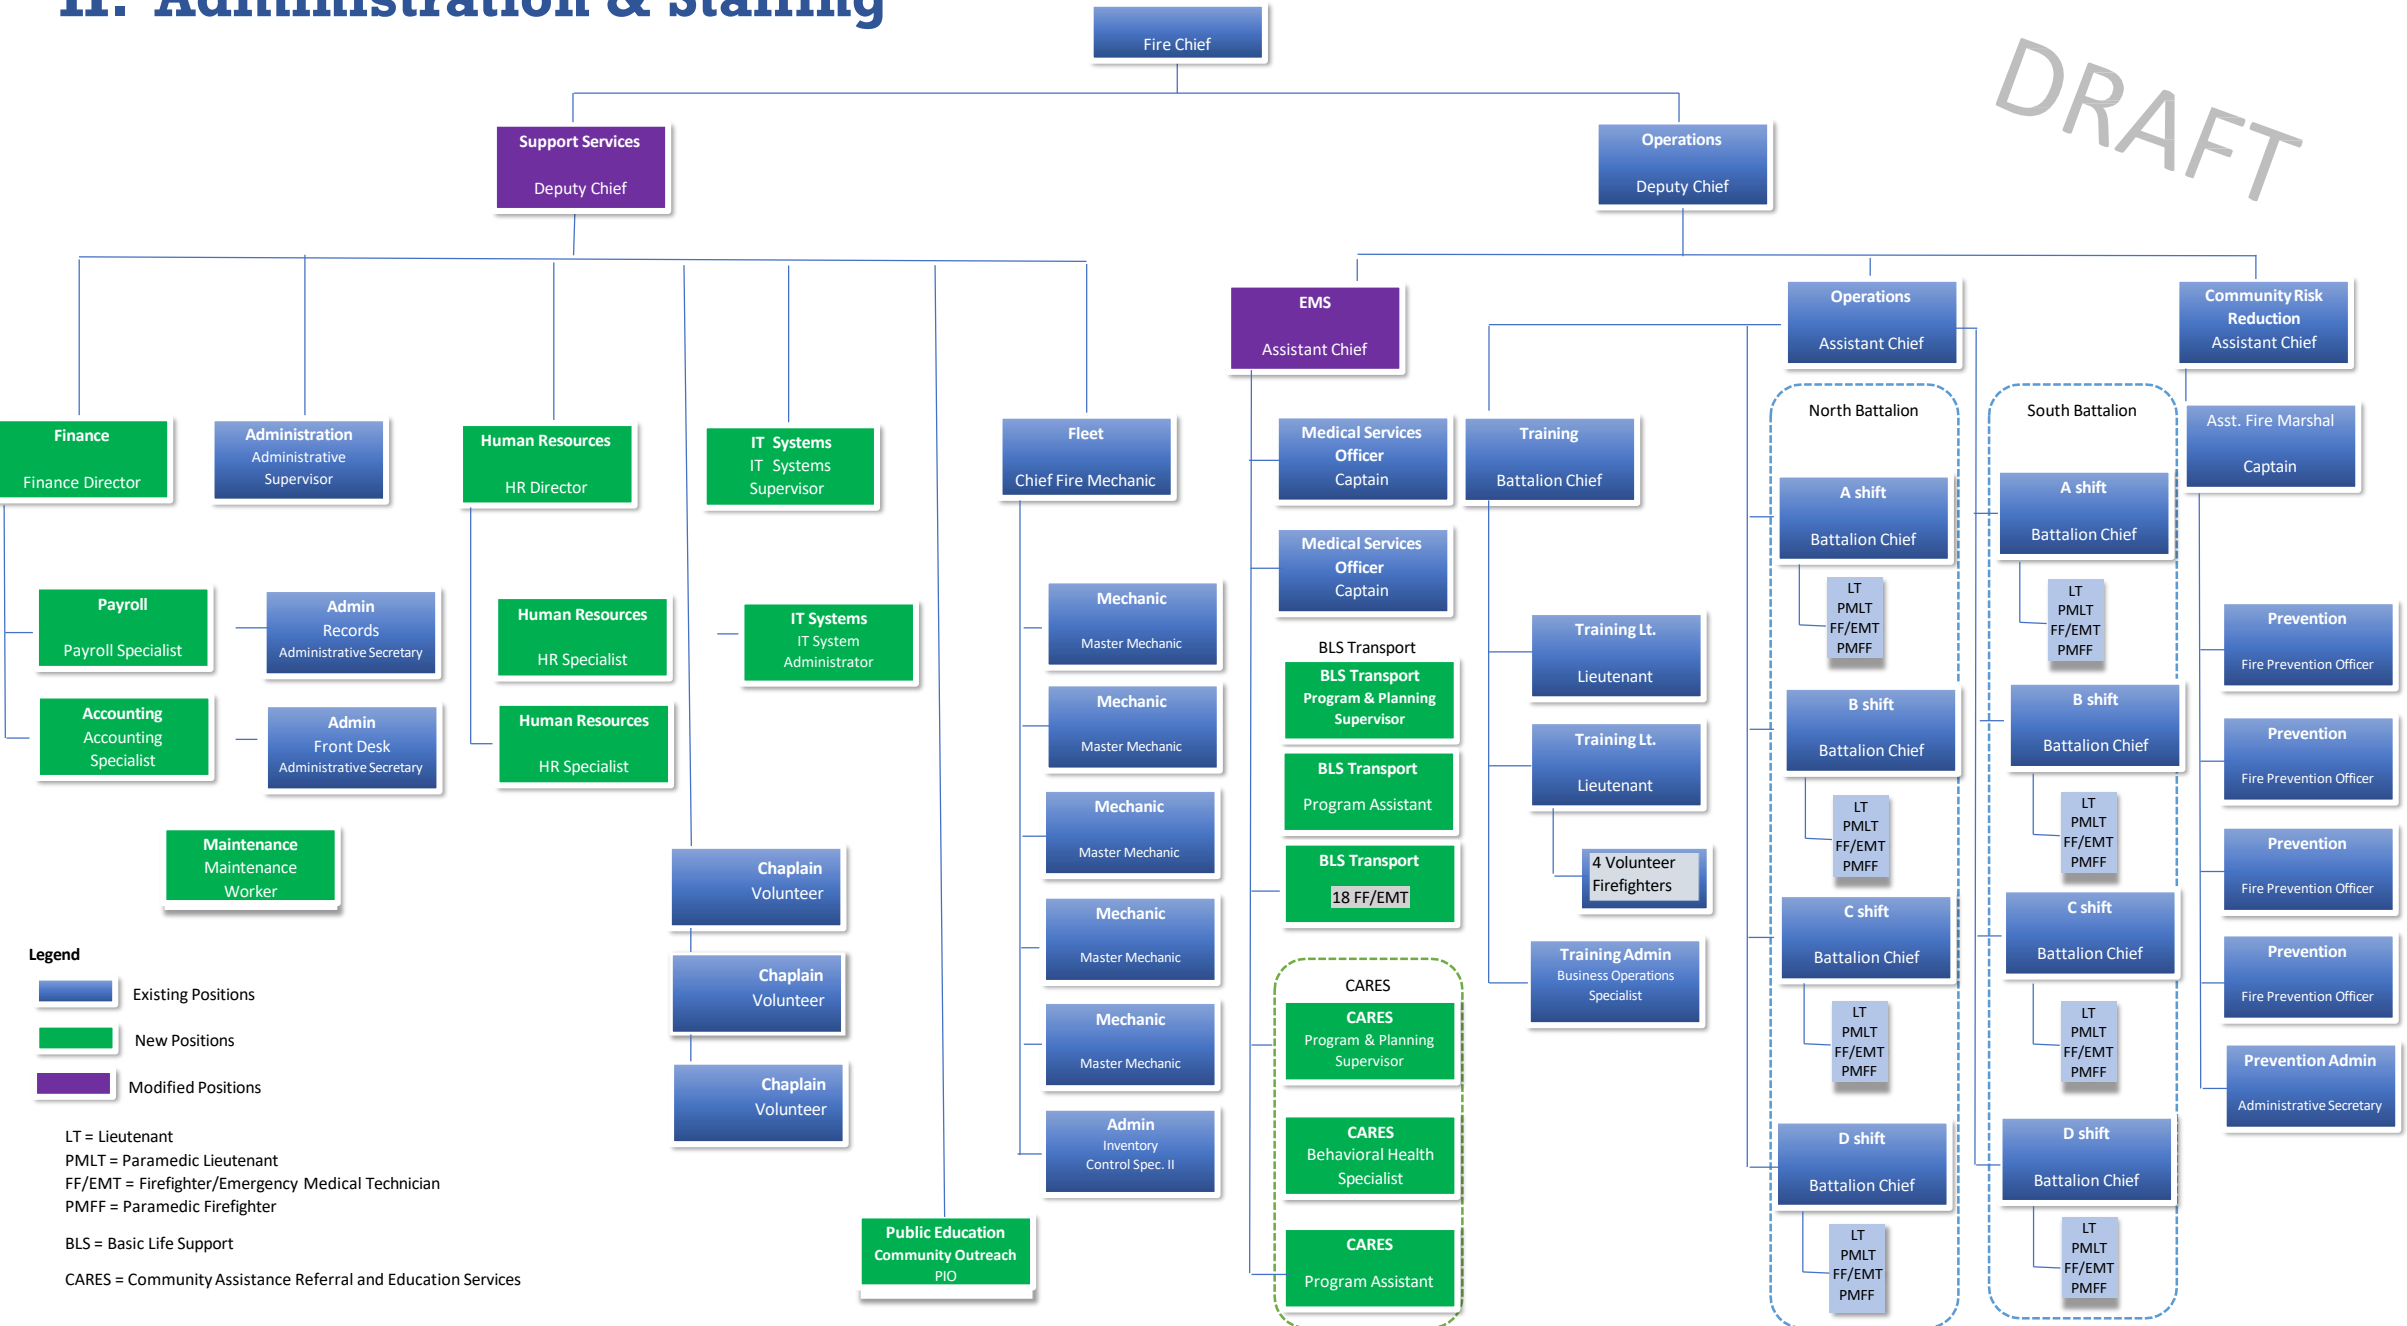 II. Administration & Staffing
DRAFT
Fire Chief
Support Services
Deputy Chief
Operations
Deputy Chief
Finance
Finance Director
Payroll
Payroll Specialist
Accounting
Accounting
Specialist
Administration
Administrative
Supervisor
Admin
Records
Administrative Secretary
Admin
Front Desk
Administrative Secretary
Maintenance
Maintenance
Worker
Human Resources
HR Director
Human Resources
HR Specialist
Human Resources
HR Specialist
Chaplain
Volunteer
Chaplain
Volunteer
Chaplain
Volunteer
IT Systems
IT Systems
Supervisor
IT Systems
IT System
Administrator
Public Education
Community Outreach
PIO
Fleet
Chief Fire Mechanic
Mechanic
Master Mechanic
Mechanic
Master Mechanic
Mechanic
Master Mechanic
Mechanic
Master Mechanic
Mechanic
Master Mechanic
Admin
Inventory
Control Spec. II
EMS
Assistant Chief
Medical Services
Officer
Captain
Medical Services
Officer
Captain
BLS Transport
BLS Transport
Program & Planning
Supervisor
BLS Transport
Program Assistant
BLS Transport
18 FF/EMT
CARES
CARES
Program & Planning
Supervisor
CARES
Behavioral Health
Specialist
CARES
Program Assistant
Operations
Assistant Chief
Training
Battalion Chief
Training Lt.
Lieutenant
Training Lt.
Lieutenant
4 Volunteer
Firefighters
Training Admin
Business Operations
Specialist
North Battalion
A shift
Battalion Chief
LT
PMLT
FF/EMT
PMFF
B shift
Battalion Chief
LT
PMLT
FF/EMT
PMFF
C shift
Battalion Chief
LT
PMLT
FF/EMT
PMFF
D shift
Battalion Chief
LT
PMLT
FF/EMT
PMFF
South Battalion
A shift
Battalion Chief
LT
PMLT
FF/EMT
PMFF
B shift
Battalion Chief
LT
PMLT
FF/EMT
PMFF
C shift
Battalion Chief
LT
PMLT
FF/EMT
PMFF
D shift
Battalion Chief
LT
PMLT
FF/EMT
PMFF
Community Risk
Reduction
Assistant Chief
Asst. Fire Marshal
Captain
Prevention
Fire Prevention Officer
Prevention
Fire Prevention Officer
Prevention
Fire Prevention Officer
Prevention
Fire Prevention Officer
Prevention Admin
Administrative Secretary
Legend
Existing Positions
New Positions
Modified Positions
LT = Lieutenant
PMLT = Paramedic Lieutenant
FF/EMT = Firefighter/Emergency Medical Technician
PMFF = Paramedic Firefighter
BLS = Basic Life Support
CARES = Community Assistance Referral and Education Services